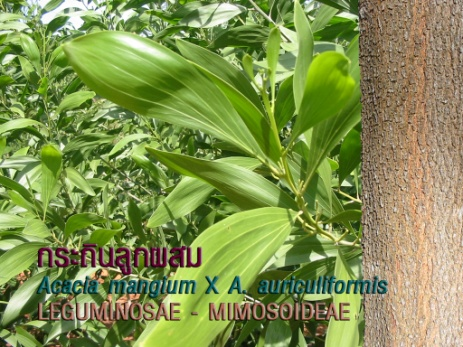 กระถินลูกผสม
Acacia mangium X A. auriculiformis
LEGUMINOSAE - MIMOSOIDEAE